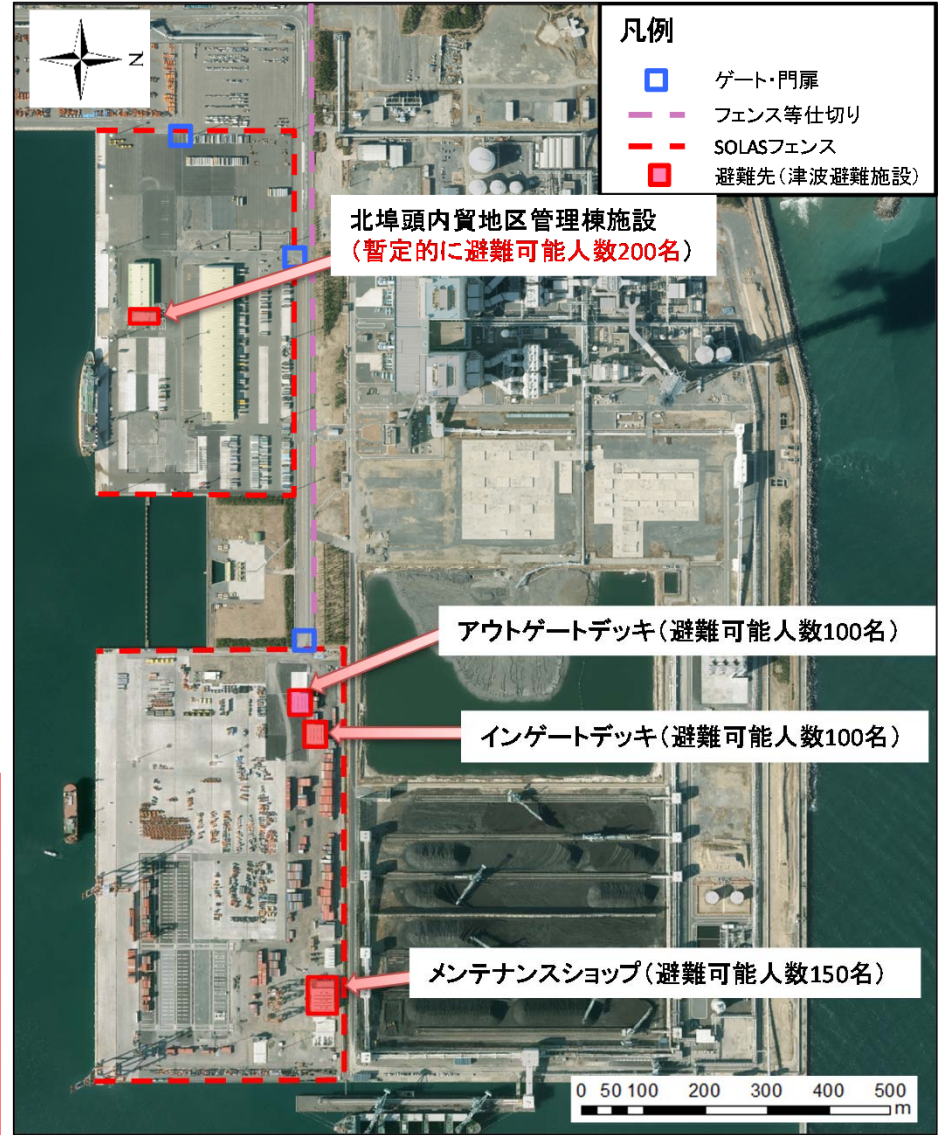 N
凡例
ゲート・門扉
フェンス等仕切り
SOLASフェンス
避難先(津波避難施設)
北埠頭内貿地区管理棟施設
(暫定的に避難可能人数200名)
アウトゲートデッキ(避難可能人数100名)
インゲートデッキ(避難可能人数100名)
メンテナンスショップ(避難可能人数150名)
0 50 100 200 300 400 500
m